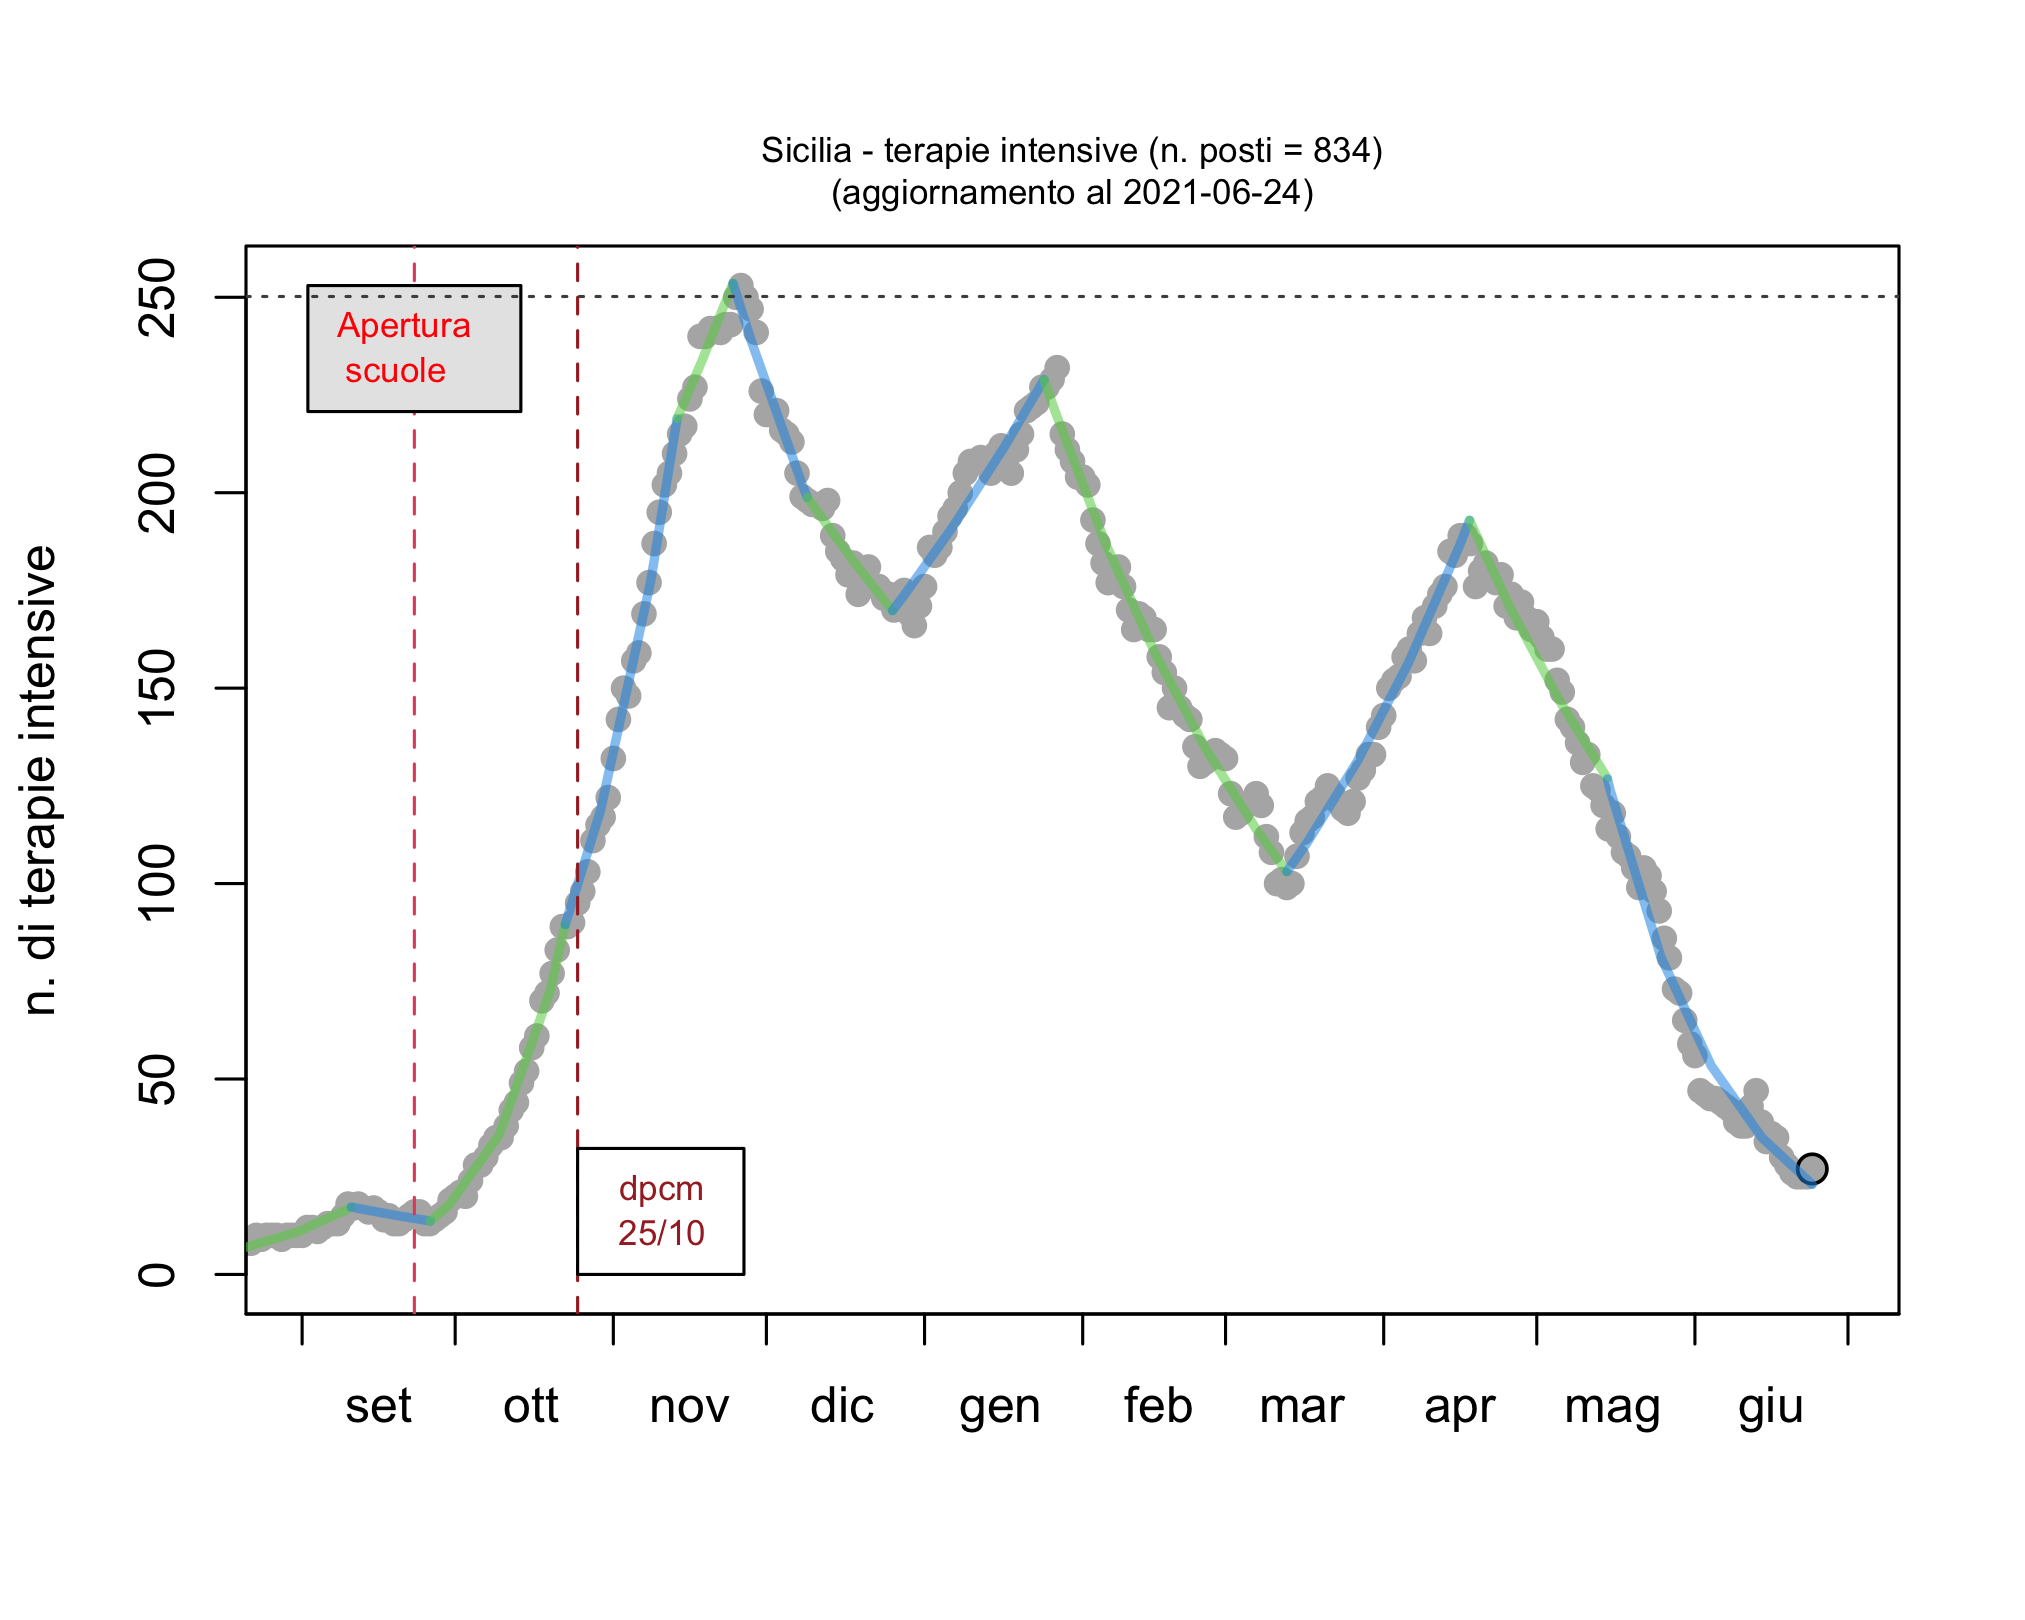 Sicilia - terapie intensive (n. posti = 834)
(aggiornamento al 2021-06-24)
n. di terapie intensive
250
200
150
100
50
0
Apertura
scuole
dpcm
25/10
set ott nov dic gen feb mar apr mag giu